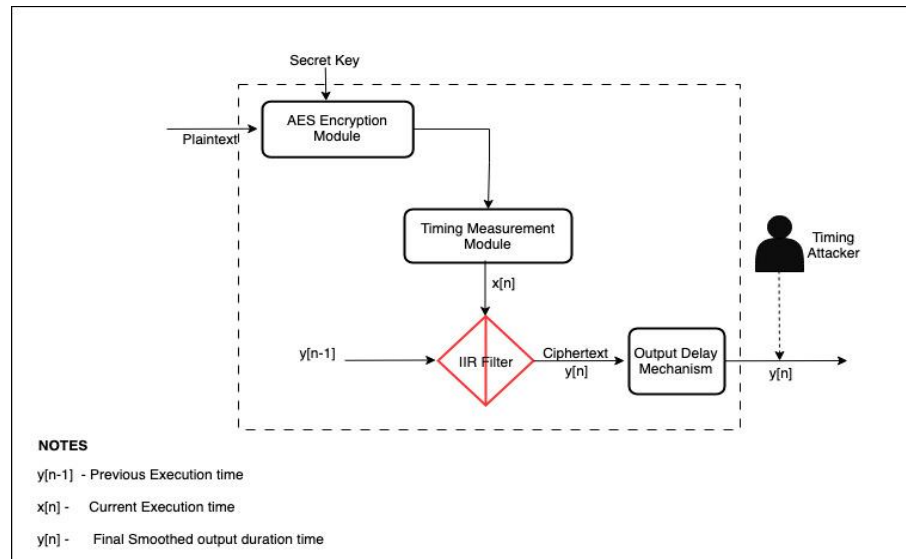 Secret Key
AES Encryption
Module
Plaintext
Timing Measurement
Module
x[n]
Timing
Attacker
y[n-1]
IIR Filter
Ciphertext
y[n]
Output Delay
Mechanism
y[n]
NOTES
y[n-1] - Previous Execution time
x[n] - Current Execution time
y[n] - Final Smoothed output duration time